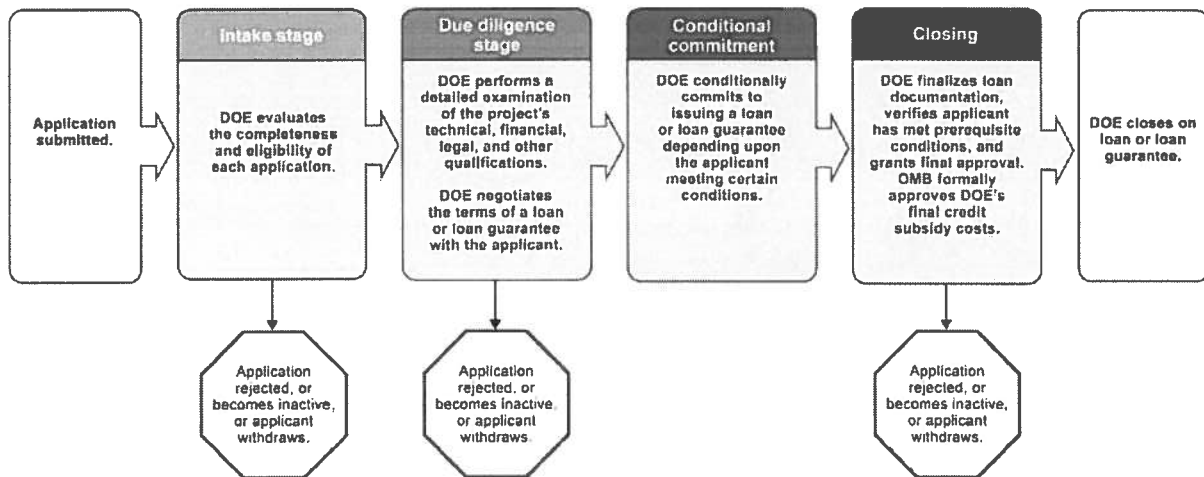 Application
submitted.
Intake stage
DOE evaluates
the completeness
and eligibility of
each application.
Due diligence
stage
DOE performs a
detailed examination
of the project's
technical, financial,
legal, and other
qualifications.
DOE negotiates
the terms of a loan
or loan guarantee
with the applicant.
Conditional
commitment
DOE conditionally
commits to
issuing a loan
or loan guarantee
depending upon
the applicant
meeting certain
conditions.
Closing
DOE finalizes loan
documentation,
verifies applicant
has met prerequisite
conditions, and
grants final approval.
OMB formally
approves DOE's
final credit
subsidy costs.
DOE closes on
loan or loan
guarantee.
Application
rejected, or
becomes inactive,
or applicant
withdraws.
Application
rejected, or
becomes inactive,
or applicant
withdraws.
Application
rejected, or
becomes inactive,
or applicant
withdraws.